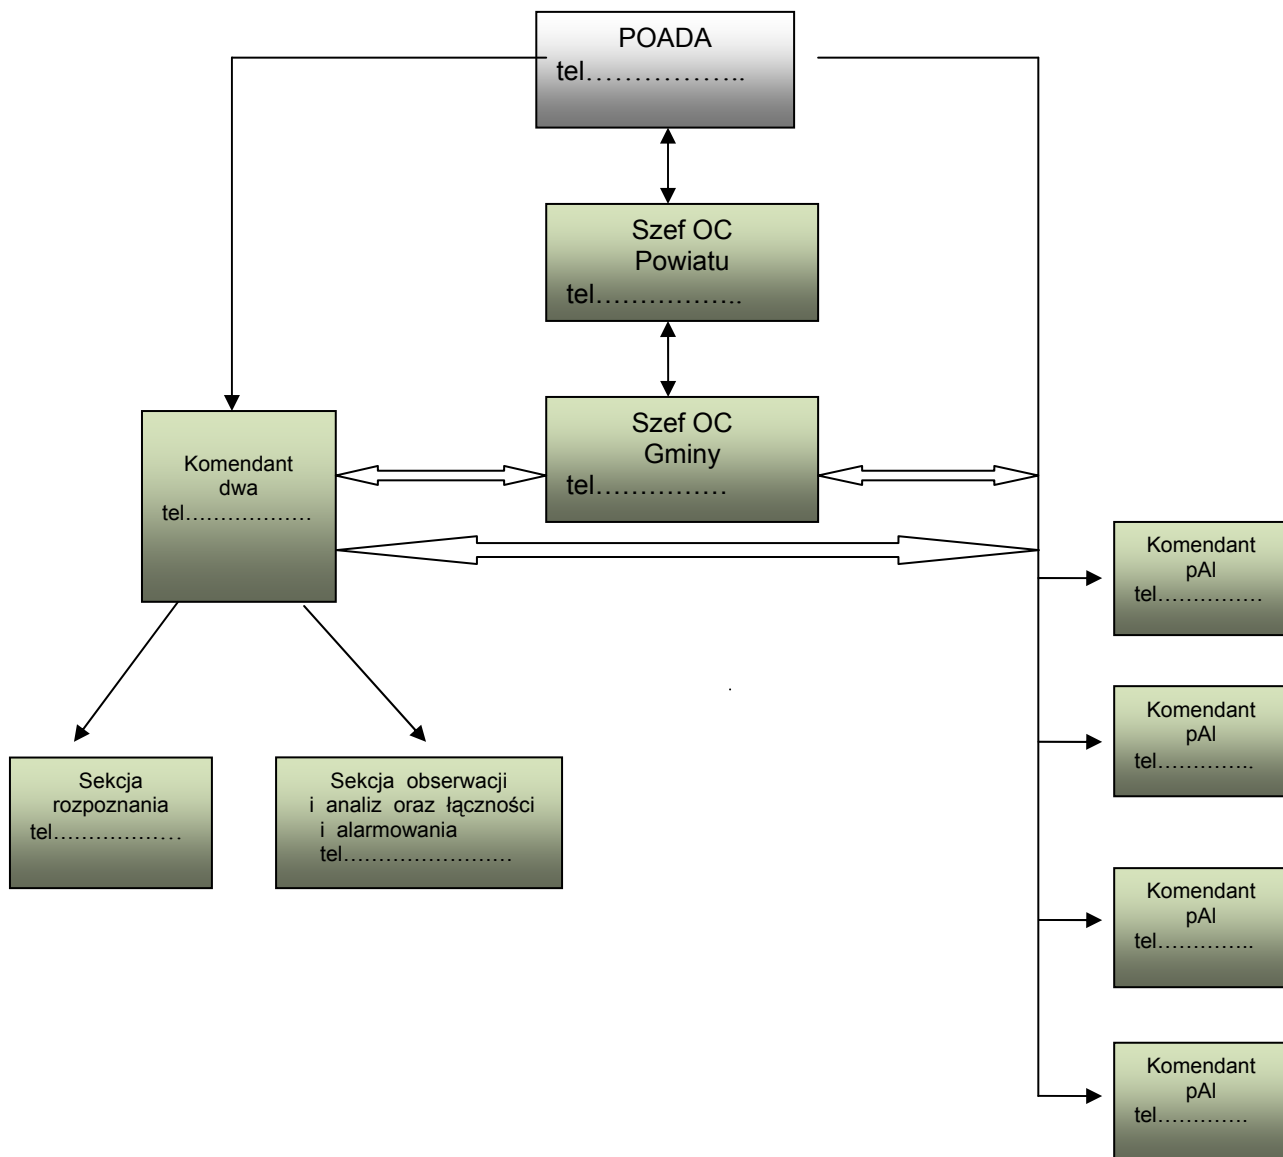 POADA
tel……………..
Szef OC
Powiatu
tel……………..
Szef OC
Gminy
tel……………
Komendant
dwa
tel………………
Komendant
pAl
tel……………
Komendant
pAl
tel…………..
Sekcja
rozpoznania
tel………………
Sekcja obserwacji
i analiz oraz łączności
i alarmowania
tel……………………
Komendant
pAl
tel…………..
Komendant
pAl
tel………….